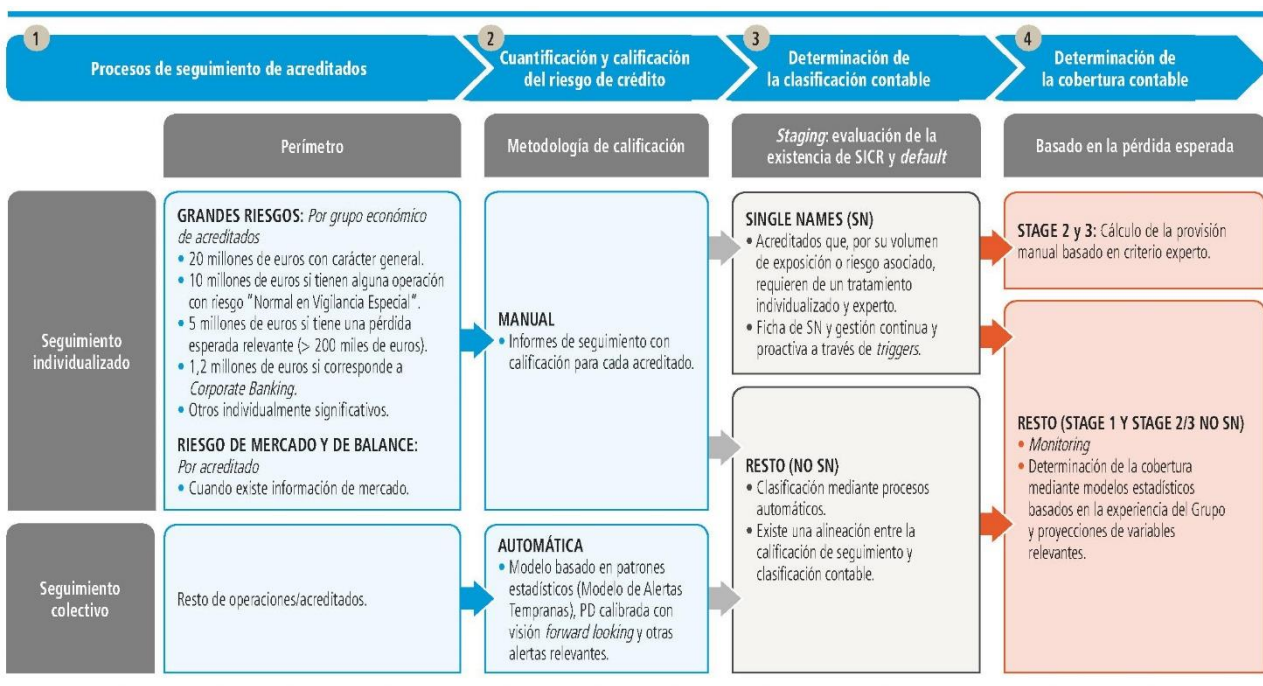 1
Procesos de seguimiento de acreditados
2
Cuantificación y calificación
del riesgo de crédito
3
Determinación de
la clasificación contable
4
Determinación de
la cobertura contable
Perímetro
Metodología de calificación
Staging: evaluación de la
existencia de SICR y default
Basado en la pérdida esperada
Seguimiento
individualizado
GRANDES RIESGOS: Por grupo económico
de acreditados
• 20 millones de euros con carácter general.
• 10 millones de euros si tienen alguna operación
con riesgo "Normal en Vigilancia Especial".
• 5 millones de euros si tiene una pérdida
esperada relevante (> 200 miles de euros).
• 1,2 millones de euros si corresponde a
Corporate Banking.
• Otros individualmente significativos.
RIESGO DE MERCADO Y DE BALANCE:
Por acreditado
• Cuando existe información de mercado.
MANUAL
• Informes de seguimiento con
calificación para cada acreditado.
SINGLE NAMES (SN)
• Acreditados que, por su volumen
de exposición o riesgo asociado,
requieren de un tratamiento
individualizado y experto.
• Ficha de SN y gestión continua y
proactiva a través de triggers.
STAGE 2 y 3: Cálculo de la provisión
manual basado en criterio experto.
RESTO (NO SN)
• Clasificación mediante procesos
automáticos.
• Existe una alineación entre la
calificación de seguimiento y
clasificación contable.
RESTO (STAGE 1 Y STAGE 2/3 NO SN)
• Monitoring
• Determinación de la cobertura
mediante modelos estadísticos
basados en la experiencia del Grupo
y proyecciones de variables
relevantes.
Seguimiento
colectivo
Resto de operaciones/acreditados.
AUTOMÁTICA
• Modelo basado en patrones
estadísticos (Modelo de Alertas
Tempranas), PD calibrada con
visión forward looking y otras
alertas relevantes.